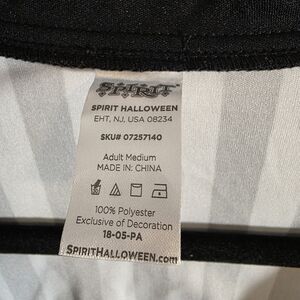 SPIRIT
SPIRIT HALLOWEEN
EHT, NJ, USA 08234
SKU# 07257140
Adult Medium
MADE IN: CHINA
100% Polyester
Exclusive of Decoration
18-05-PA
SPIRITHALLOWEEN.com